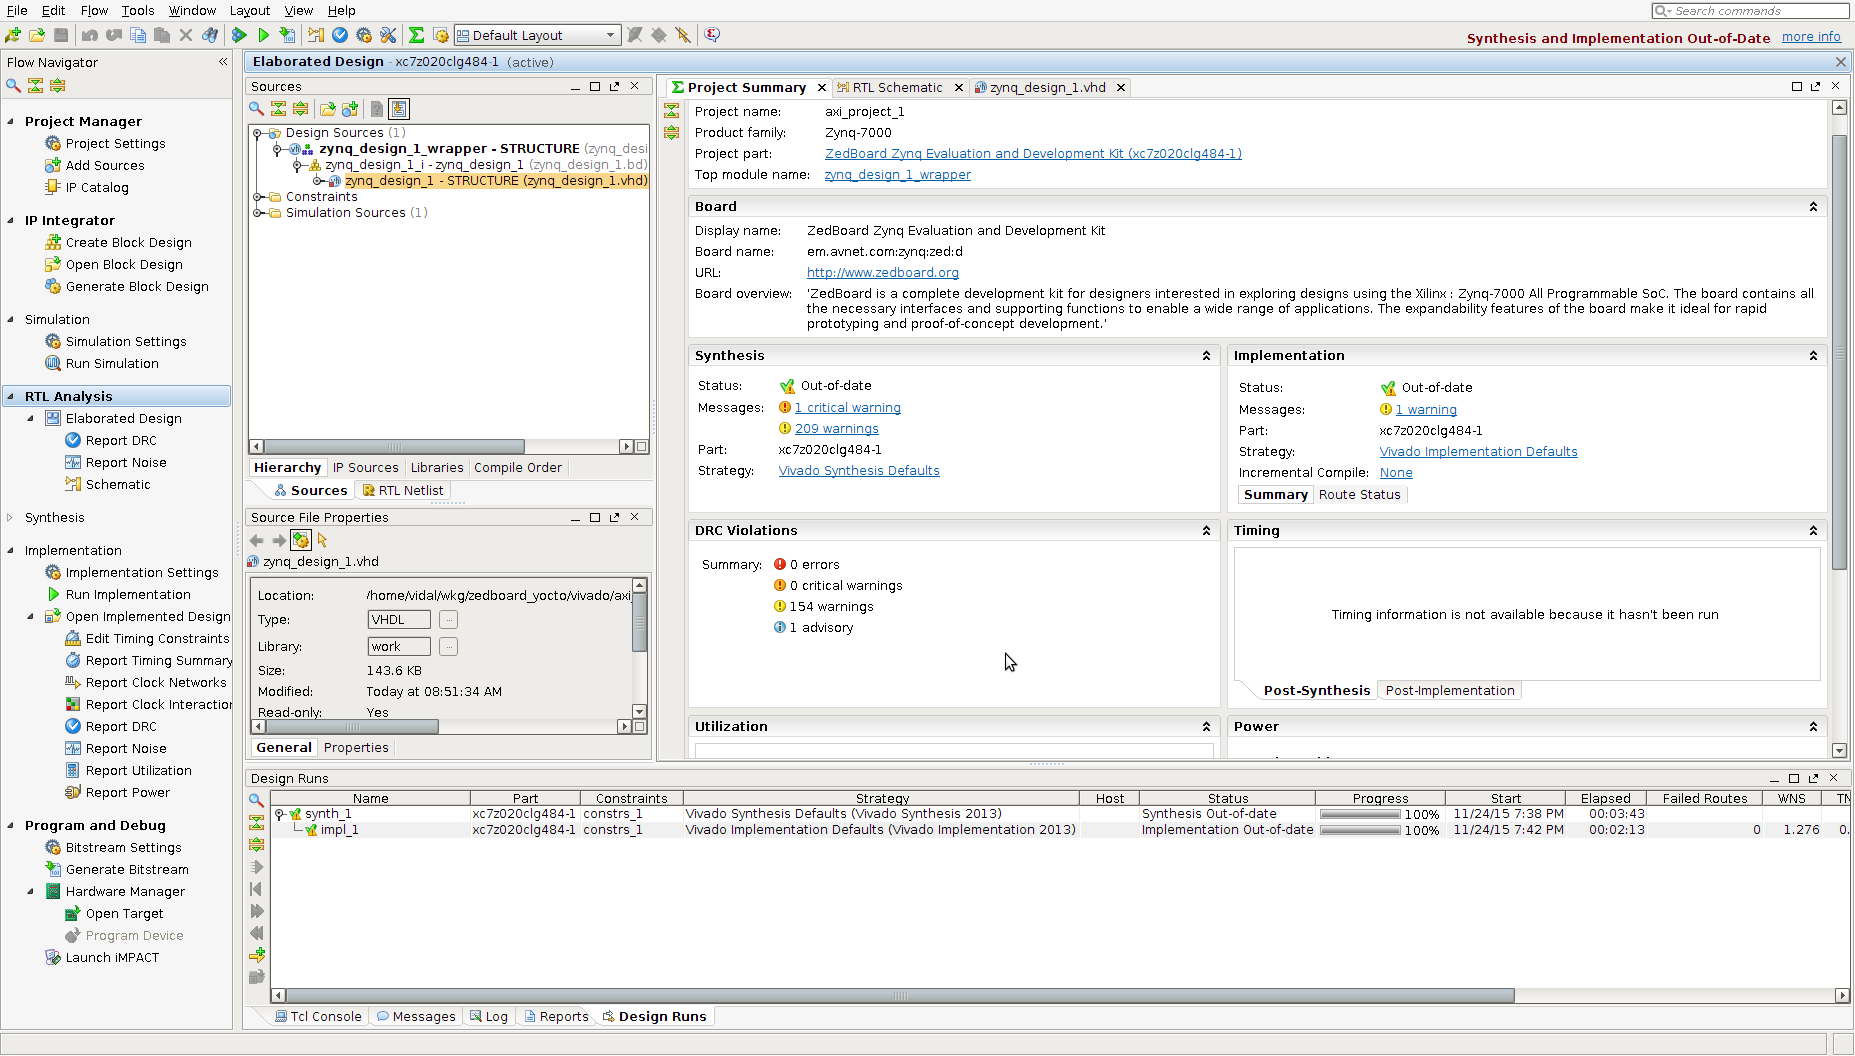 File Edit Flow Tools Window Layout View Help
Search commands
Default Layout
Synthesis and Implementation Out-of-Date more info
Flow Navigator
Project Manager
Project Settings
Add Sources
IP Catalog
IP Integrator
Create Block Design
Open Block Design
Generate Block Design
Simulation
Simulation Settings
Run Simulation
RTL Analysis
Elaborated Design
Report DRC
Report Noise
Schematic
Synthesis
Implementation
Implementation Settings
Run Implementation
Open Implemented Design
Edit Timing Constraints
Report Timing Summary
Report Clock Networks
Report Clock Interaction
Report DRC
Report Noise
Report Utilization
Report Power
Program and Debug
Bitstream Settings
Generate Bitstream
Hardware Manager
Open Target
Program Device
Launch iMPACT
Elaborated Design - xc7z020clg484-1 (active)
Sources
Design Sources (1)
zynq_design_1_wrapper - STRUCTURE (zynq_desi
zynq_design_1_i - zynq_design_1 (zynq_design_1.bd)
zynq_design_1 - STRUCTURE (zynq_design_1.vhd)
Constraints
Simulation Sources (1)
Hierarchy IP Sources Libraries Compile Order
Sources RTL Netlist
Source File Properties
zynq_design_1.vhd
Location: /home/vidal/wkg/zedboard_yocto/vivado/axi
Type: VHDL
Library: work
Size: 143.6 KB
Modified: Today at 08:51:34 AM
Read-only: Yes
General Properties
Project Summary RTL Schematic zynq_design_1.vhd
Project name: axi_project_1
Product family: Zynq-7000
Project part: ZedBoard Zynq Evaluation and Development Kit (xc7z020clg484-1)
Top module name: zynq_design_1_wrapper
Board
Display name: ZedBoard Zynq Evaluation and Development Kit
Board name: em.avnet.com:zynq:zed:d
URL: http://www.zedboard.org
Board overview: 'ZedBoard is a complete development kit for designers interested in exploring designs using the Xilinx : Zynq-7000 All Programmable SoC. The board contains all
the necessary interfaces and supporting functions to enable a wide range of applications. The expandability features of the board make it ideal for rapid
prototyping and proof-of-concept development.'
Synthesis
Status: Out-of-date
Messages: 1 critical warning
209 warnings
Part: xc7z020clg484-1
Strategy: Vivado Synthesis Defaults
Implementation
Status: Out-of-date
Messages: 1 warning
Part: xc7z020clg484-1
Strategy: Vivado Implementation Defaults
Incremental Compile: None
Summary Route Status
DRC Violations
Summary: 0 errors
0 critical warnings
154 warnings
1 advisory
Timing
Timing information is not available because it hasn't been run
Post-Synthesis Post-Implementation
Utilization
Power
Design Runs
Name Part Constraints Strategy Host Status Progress Start Elapsed Failed Routes WNS TN
synth_1 xc7z020clg484-1 constrs_1 Vivado Synthesis Defaults (Vivado Synthesis 2013) Synthesis Out-of-date 100% 11/24/15 7:38 PM 00:03:43
impl_1 xc7z020clg484-1 constrs_1 Vivado Implementation Defaults (Vivado Implementation 2013) Implementation Out-of-date 100% 11/24/15 7:42 PM 00:02:13 0 1.276 0.
Tcl Console Messages Log Reports Design Runs